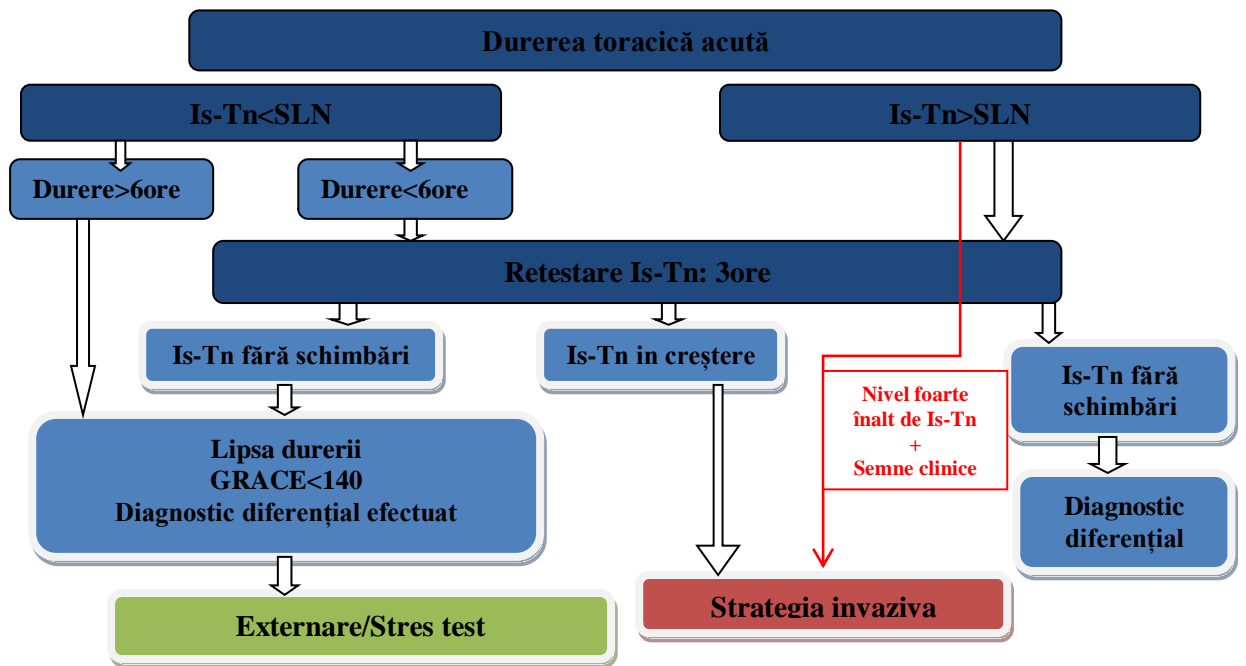 Durerea toracică acută
Is-Tn<SLN
Is-Tn>SLN
Durere>6ore
Durere<6ore
Retestare Is-Tn: 3ore
Is-Tn fără schimbări
Is-Tn in creștere
Nivel foarte
înalt de Is-Tn
+
Semne clinice
Is-Tn fără
schimbări
Lipsa durerii
GRACE<140
Diagnostic diferențial efectuat
Diagnostic
diferențial
Externare/Stres test
Strategia invaziva